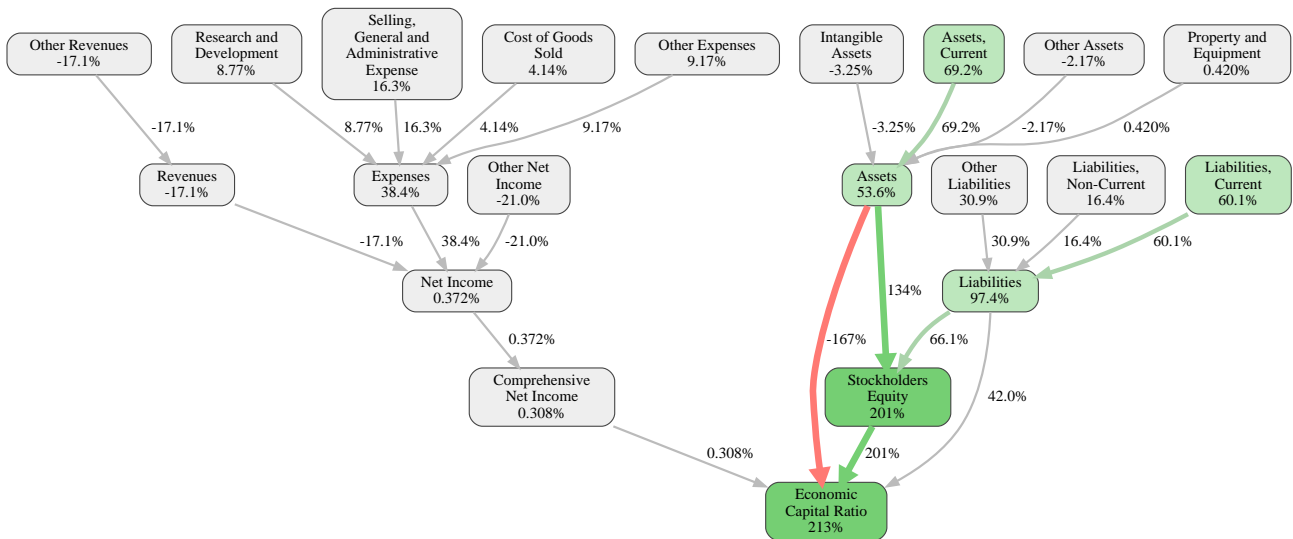 Other Revenues
-17.1%
Research and
Development
8.77%
Selling,
General and
Administrative
Expense
16.3%
Cost of Goods
Sold
4.14%
Other Expenses
9.17%
Intangible
Assets
-3.25%
Assets,
Current
69.2%
Other Assets
-2.17%
Property and
Equipment
0.420%
-17.1%
8.77%
16.3%
4.14%
9.17%
-3.25%
69.2%
-2.17%
0.420%
Revenues
-17.1%
Expenses
38.4%
Other Net
Income
-21.0%
Assets
53.6%
Other
Liabilities
30.9%
Liabilities,
Non-Current
16.4%
Liabilities,
Current
60.1%
-17.1%
38.4%
-21.0%
30.9%
16.4%
60.1%
Net Income
0.372%
134%
Liabilities
97.4%
0.372%
-167%
66.1%
Comprehensive
Net Income
0.308%
Stockholders
Equity
201%
42.0%
0.308%
201%
Economic
Capital Ratio
213%